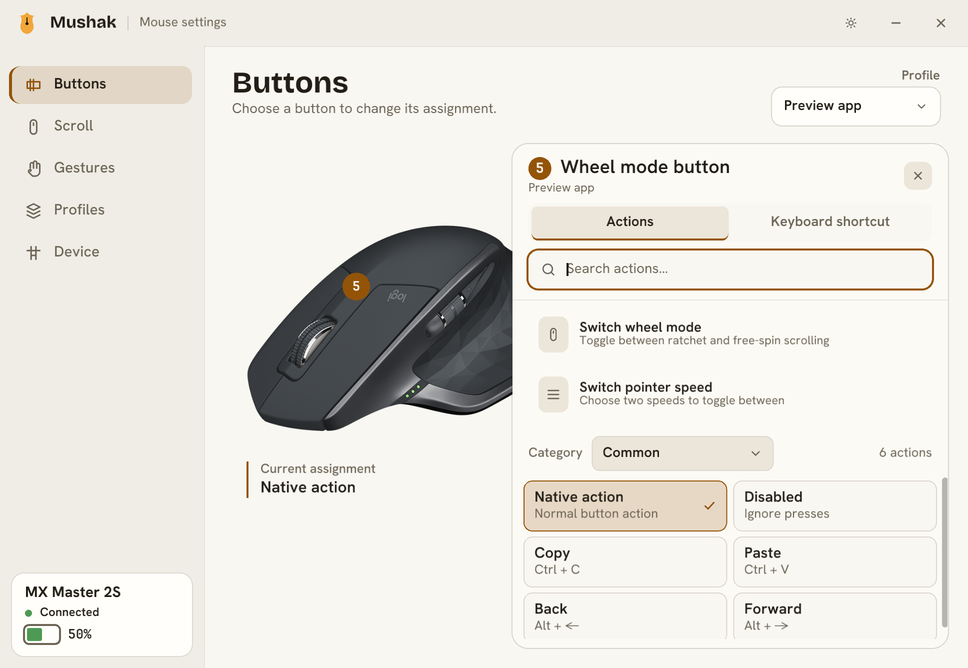 Mushak
Mouse settings
Buttons
Scroll
Gestures
Profiles
Device
MX Master 2S
Connected
50%
Buttons
Choose a button to change its assignment.
Profile
Preview app
5
logi
Current assignment
Native action
5 Wheel mode button
Preview app
Actions
Keyboard shortcut
Search actions...
Switch wheel mode
Toggle between ratchet and free-spin scrolling
Switch pointer speed
Choose two speeds to toggle between
Category
Common
6 actions
Native action
Normal button action
Disabled
Ignore presses
Copy
Ctrl + C
Paste
Ctrl + V
Back
Alt + ←
Forward
Alt + →